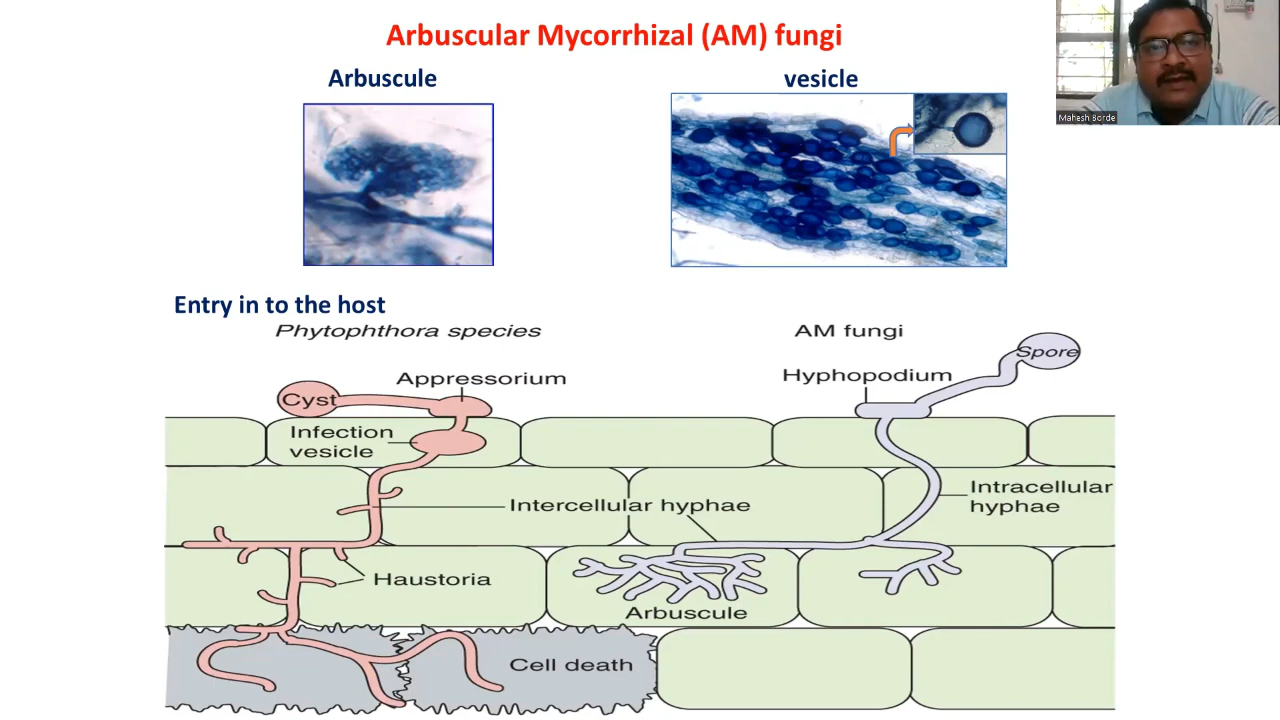 Arbuscular Mycorrhizal (AM) fungi
Arbuscule
vesicle
Mahesh Borde
Entry in to the host
Phytophthora species
AM fungi
Spore
Appressorium
Hyphopodium
Cyst
Infection
vesicle
Intercellular hyphae
Intracellular
hyphae
Haustoria
Arbuscule
Cell death